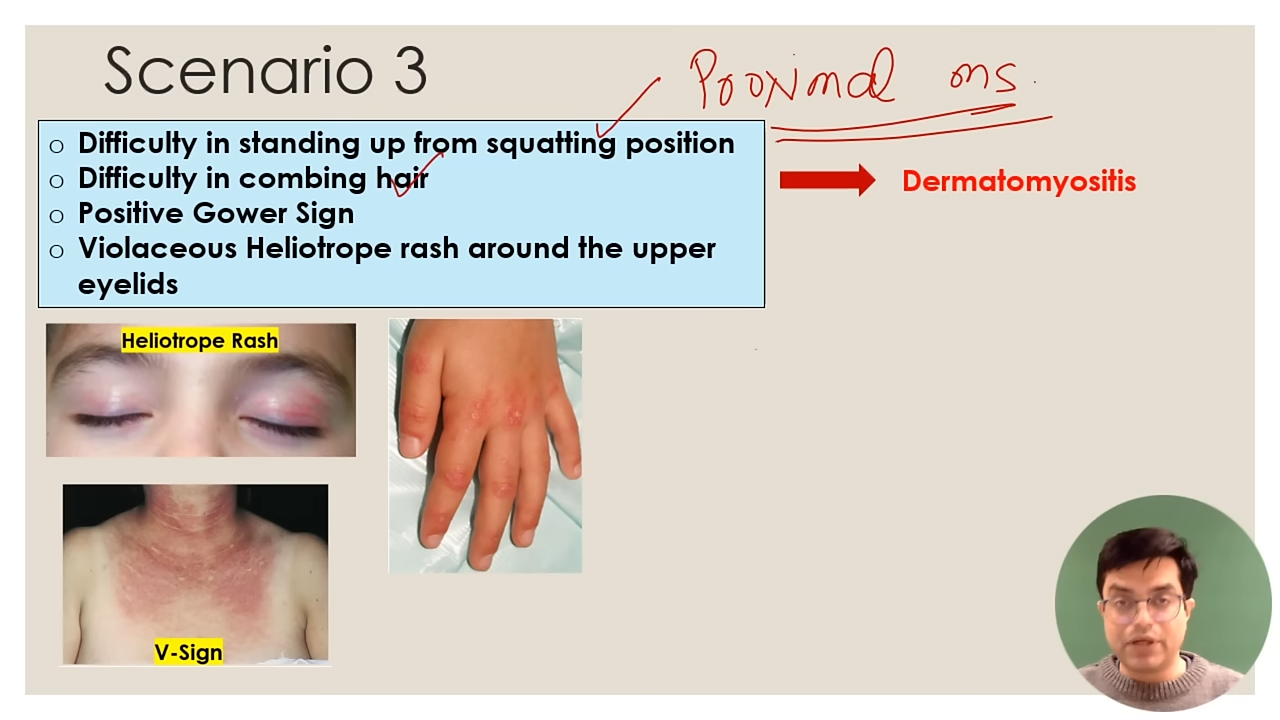 Scenario 3
Proximal ms.
o Difficulty in standing up from squatting position
o Difficulty in combing hair
o Positive Gower Sign
o Violaceous Heliotrope rash around the upper
eyelids
Dermatomyositis
Heliotrope Rash
V-Sign